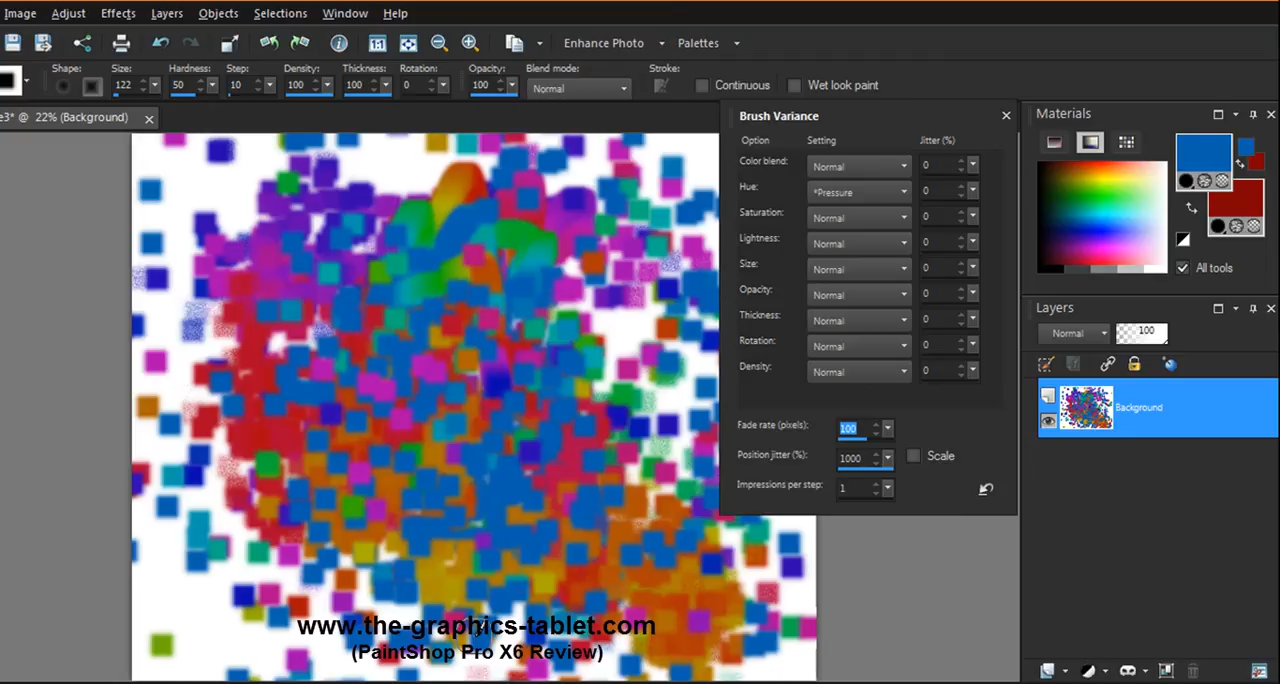 Image Adjust Effects Layers Objects Selections Window Help
1:1 Enhance Photo Palettes
Shape: Size: Hardness: Step: Density: Thickness: Rotation: Opacity: Blend mode: Stroke:
122 50 10 100 100 0 100 Normal Continuous Wet look paint
e3* @ 22% (Background)
Brush Variance
Option Setting Jitter (%)
Color blend: Normal 0
Hue: *Pressure 0
Saturation: Normal 0
Lightness: Normal 0
Size: Normal 0
Opacity: Normal 0
Thickness: Normal 0
Rotation: Normal 0
Density: Normal 0
Fade rate (pixels): 100
Position jitter (%): 1000 Scale
Impressions per step: 1
Materials
All tools
Layers
Normal 100
Background
www.the-graphics-tablet.com
(PaintShop Pro X6 Review)